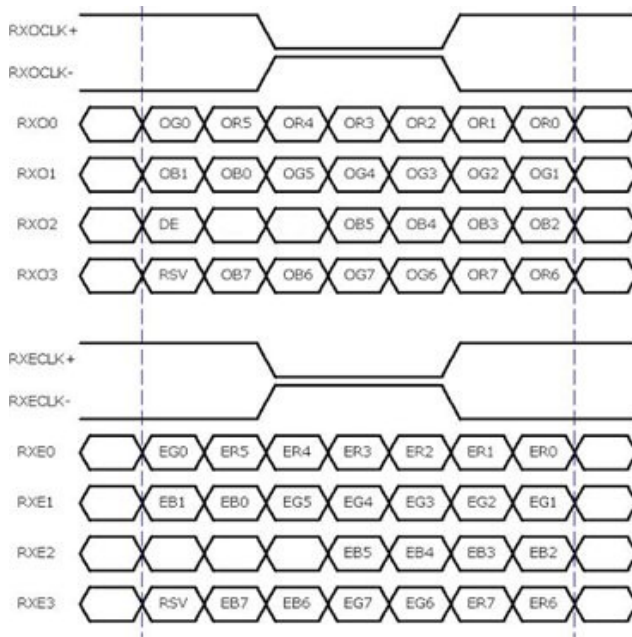 RXOCLK+
RXOCLK-
RXO0 OG0 OR5 OR4 OR3 OR2 OR1 OR0
RXO1 OB1 OB0 OG5 OG4 OG3 OG2 OG1
RXO2 DE OB5 OB4 OB3 OB2
RXO3 RSV OB7 OB6 OG7 OG6 OR7 OR6
RXECLK+
RXECLK-
RXE0 EG0 ER5 ER4 ER3 ER2 ER1 ER0
RXE1 EB1 EB0 EG5 EG4 EG3 EG2 EG1
RXE2 EB5 EB4 EB3 EB2
RXE3 RSV EB7 EB6 EG7 EG6 ER7 ER6